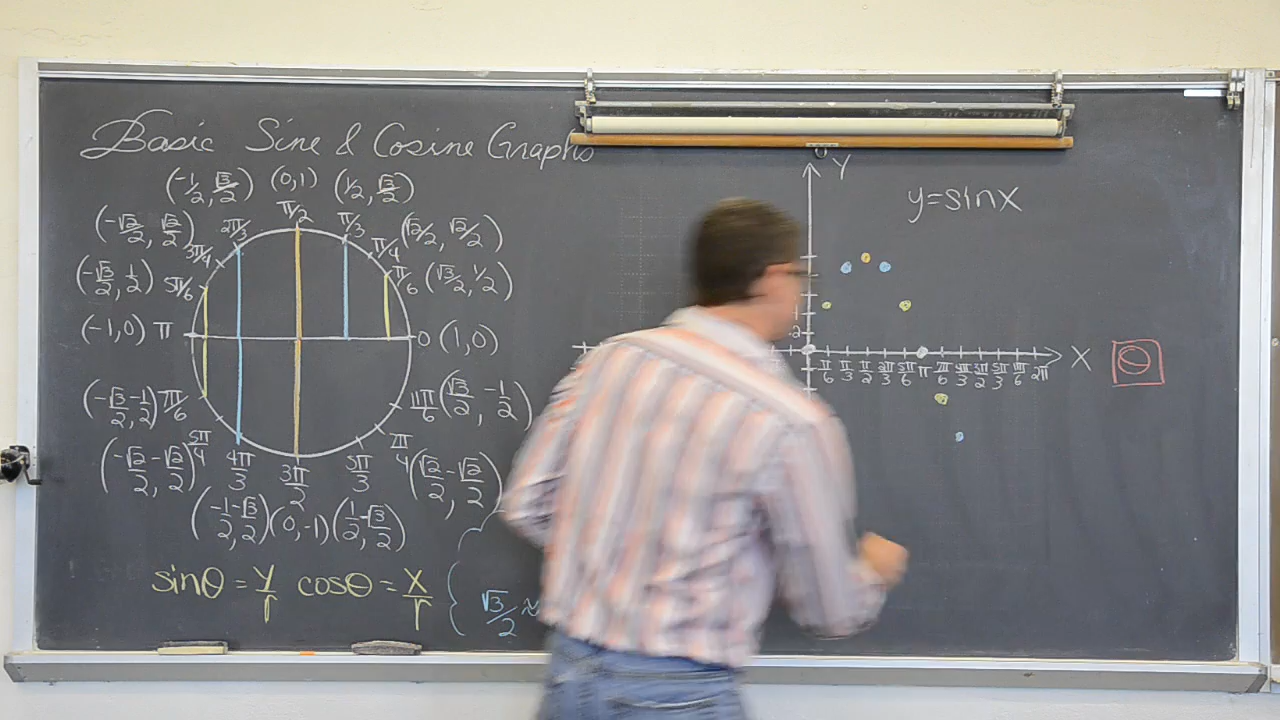 Basic Sine & Cosine Graphs
(-1/2, √3/2) (0,1) (1/2, √3/2)
(-√2/2, √2/2) 2π/3 π/2 π/3 (√2/2, √2/2)
3π/4 π/4
(-√3/2, 1/2) 5π/6 π/6 (√3/2, 1/2)
(-1,0) π 0 (1,0)
(-√3/2, -1/2) 7π/6 11π/6 (√3/2, -1/2)
(-√2/2, -√2/2) 5π/4 4π/3 3π/2 5π/3 7π/4 (√2/2, -√2/2)
(-1/2, -√3/2) (0,-1) (1/2, -√3/2)
sinθ = y/r cosθ = x/r { √3/2 ≈
Y
y=sinx
.2
X
π/6 π/3 π/2 2π/3 5π/6 π 7π/6 4π/3 3π/2 5π/3 11π/6 2π
Θ